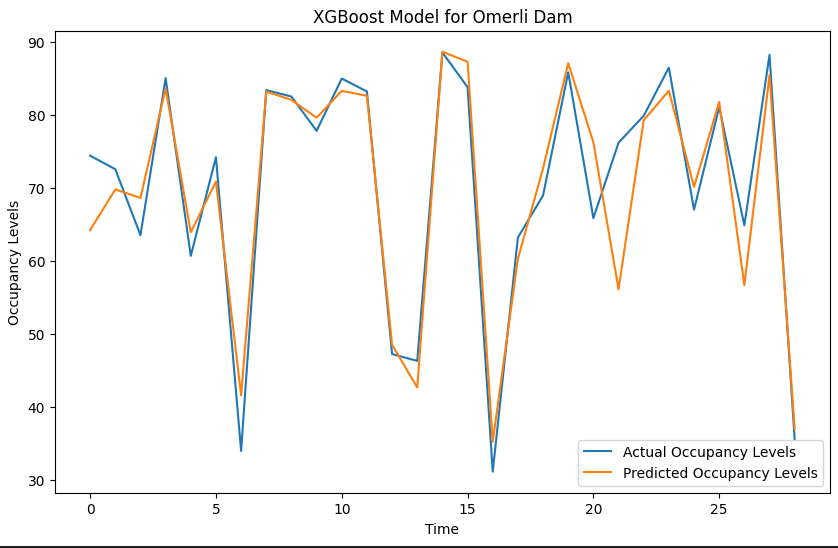 XGBoost Model for Omerli Dam
90
80
70
60
50
40
30
Occupancy Levels
Actual Occupancy Levels
Predicted Occupancy Levels
0 5 10 15 20 25
Time